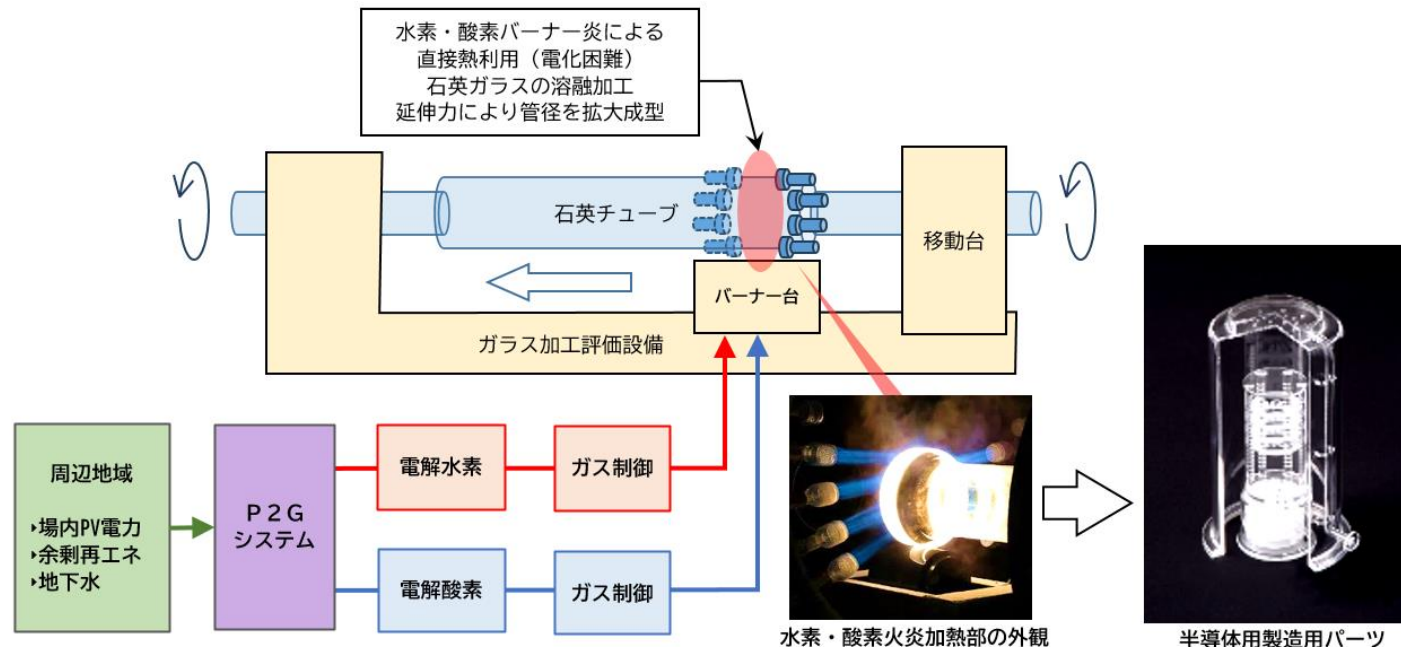 水素・酸素バーナー炎による
直接熱利用（電化困難）
石英ガラスの溶融加工
延伸力により管径を拡大成型
石英チューブ
移動台
バーナー台
ガラス加工評価設備
周辺地域
▸場内PV電力
▸余剰再エネ
▸地下水
Ｐ２Ｇ
システム
電解水素
ガス制御
電解酸素
ガス制御
水素・酸素火炎加熱部の外観
半導体用製造用パーツ